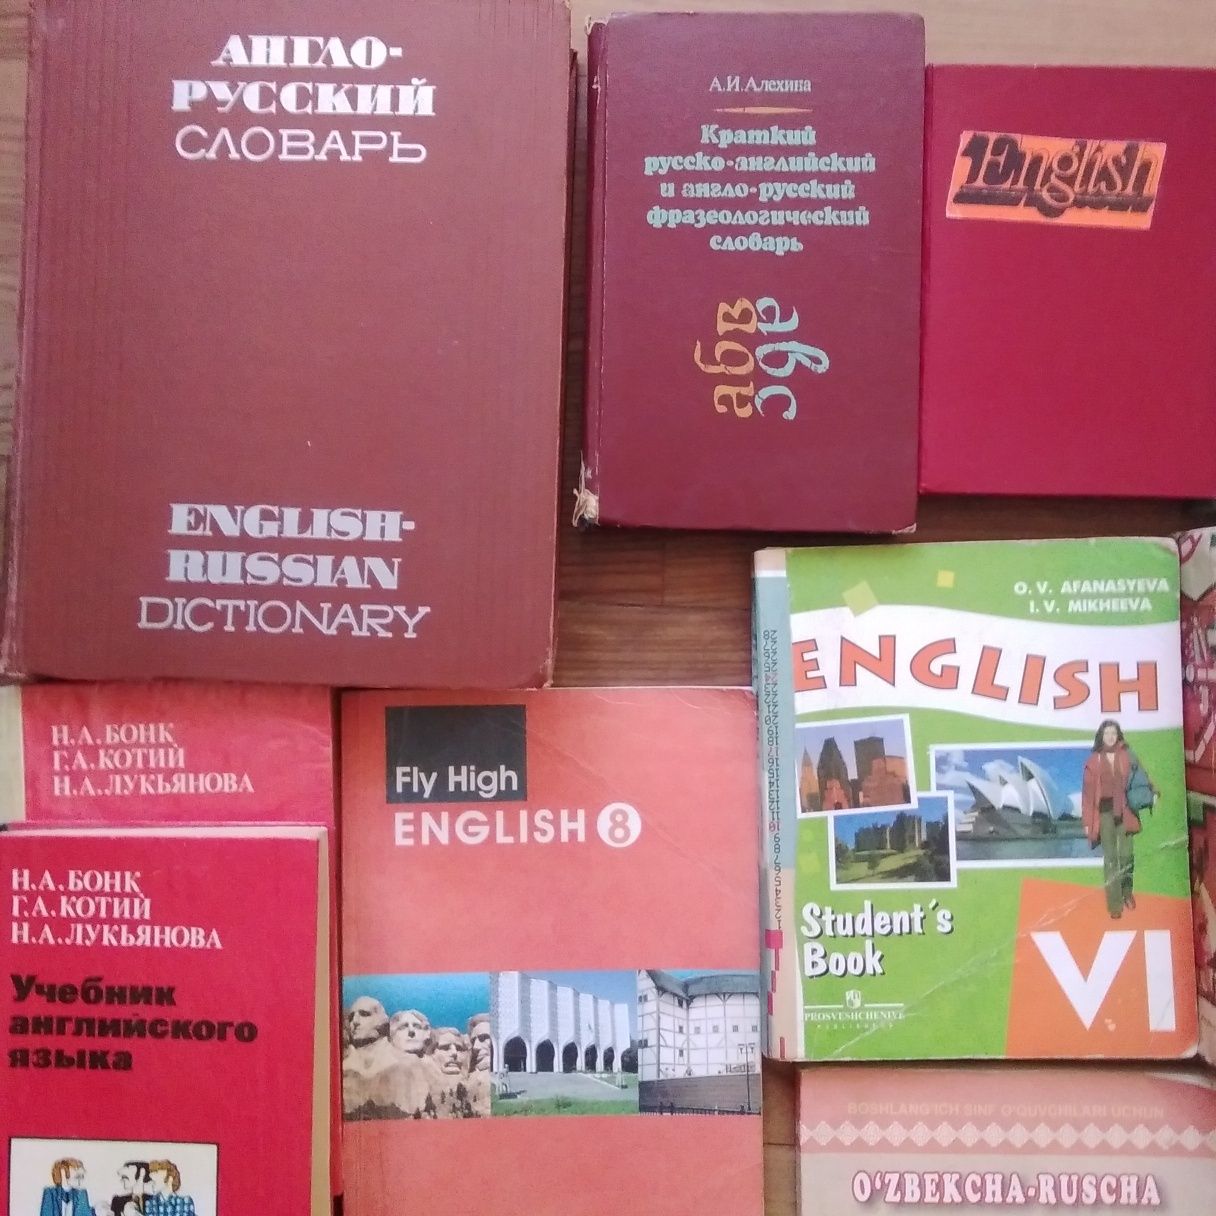 АНГЛО-
РУССКИЙ
СЛОВАРЬ
ENGLISH-
RUSSIAN
DICTIONARY
А.И. Алехина
Краткий
русско-английский
и англо-русский
фразеологический
словарь
абв
abc
English
O. V. AFANASYEVA
I. V. MIKHEEVA
ENGLISH
Student's
Book
VI
PROSVESHCHENIYE
PUBLISHERS
Н.А.БОНК
Г.А.КОТИЙ
Н.А.ЛУКЬЯНОВА
Н.А.БОНК
Г.А.КОТИЙ
Н.А.ЛУКЬЯНОВА
Учебник
английского
языка
Fly High
ENGLISH 8
BOSHLANG'ICH SINF O'QUVCHILARI UCHUN
O'ZBEKCHA-RUSCHA